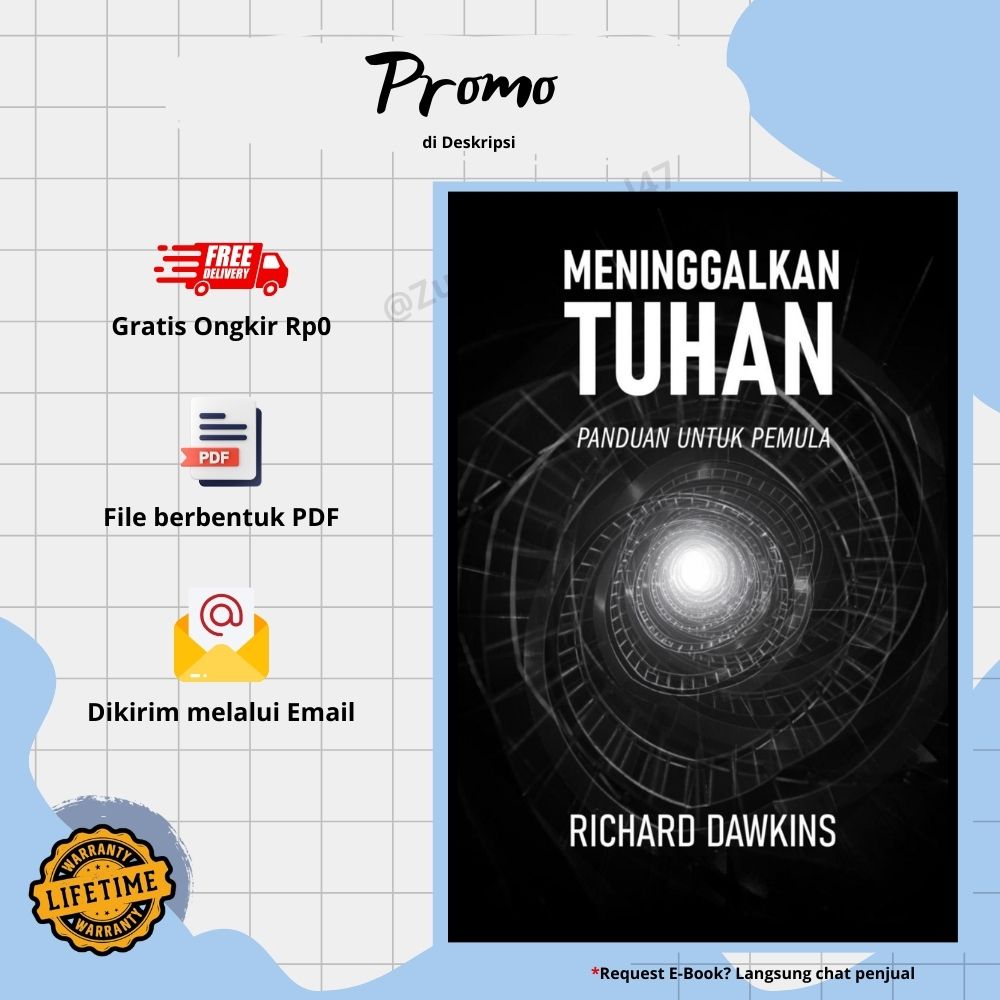 Promo
di Deskripsi
FREE
DELIVERY
Gratis Ongkir Rp0
PDF
File berbentuk PDF
@
Dikirim melalui Email
WARRANTY
LIFETIME
WARRANTY
MENINGGALKAN
TUHAN
PANDUAN UNTUK PEMULA
RICHARD DAWKINS
*Request E-Book? Langsung chat penjual